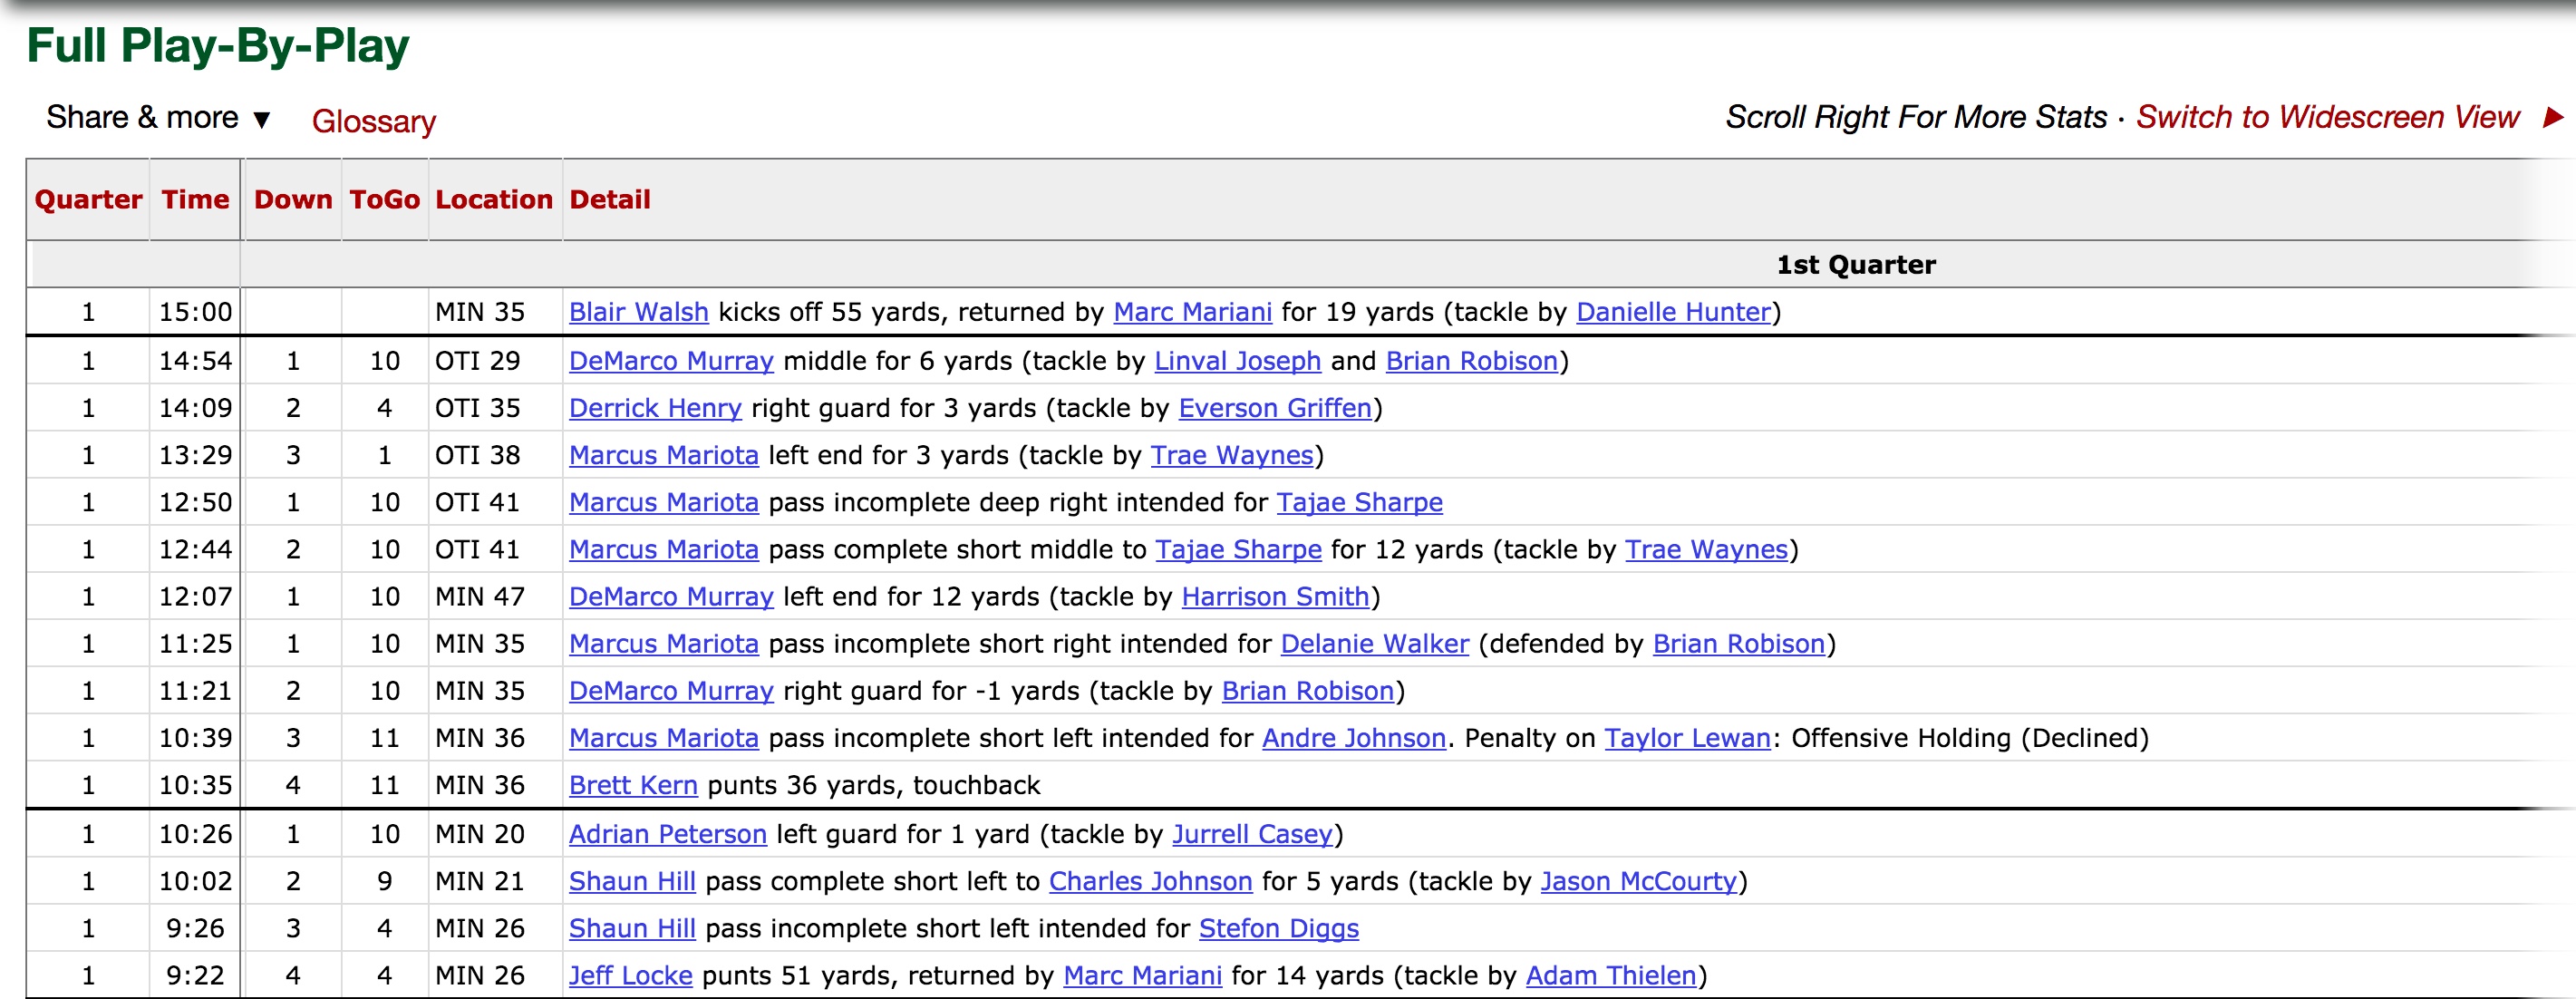 Full Play-By-Play
Share & more ▼ Glossary Scroll Right For More Stats · Switch to Widescreen View ▶
Quarter Time Down ToGo Location Detail
1st Quarter
1 15:00 MIN 35 Blair Walsh kicks off 55 yards, returned by Marc Mariani for 19 yards (tackle by Danielle Hunter)
1 14:54 1 10 OTI 29 DeMarco Murray middle for 6 yards (tackle by Linval Joseph and Brian Robison)
1 14:09 2 4 OTI 35 Derrick Henry right guard for 3 yards (tackle by Everson Griffen)
1 13:29 3 1 OTI 38 Marcus Mariota left end for 3 yards (tackle by Trae Waynes)
1 12:50 1 10 OTI 41 Marcus Mariota pass incomplete deep right intended for Tajae Sharpe
1 12:44 2 10 OTI 41 Marcus Mariota pass complete short middle to Tajae Sharpe for 12 yards (tackle by Trae Waynes)
1 12:07 1 10 MIN 47 DeMarco Murray left end for 12 yards (tackle by Harrison Smith)
1 11:25 1 10 MIN 35 Marcus Mariota pass incomplete short right intended for Delanie Walker (defended by Brian Robison)
1 11:21 2 10 MIN 35 DeMarco Murray right guard for -1 yards (tackle by Brian Robison)
1 10:39 3 11 MIN 36 Marcus Mariota pass incomplete short left intended for Andre Johnson. Penalty on Taylor Lewan: Offensive Holding (Declined)
1 10:35 4 11 MIN 36 Brett Kern punts 36 yards, touchback
1 10:26 1 10 MIN 20 Adrian Peterson left guard for 1 yard (tackle by Jurrell Casey)
1 10:02 2 9 MIN 21 Shaun Hill pass complete short left to Charles Johnson for 5 yards (tackle by Jason McCourty)
1 9:26 3 4 MIN 26 Shaun Hill pass incomplete short left intended for Stefon Diggs
1 9:22 4 4 MIN 26 Jeff Locke punts 51 yards, returned by Marc Mariani for 14 yards (tackle by Adam Thielen)